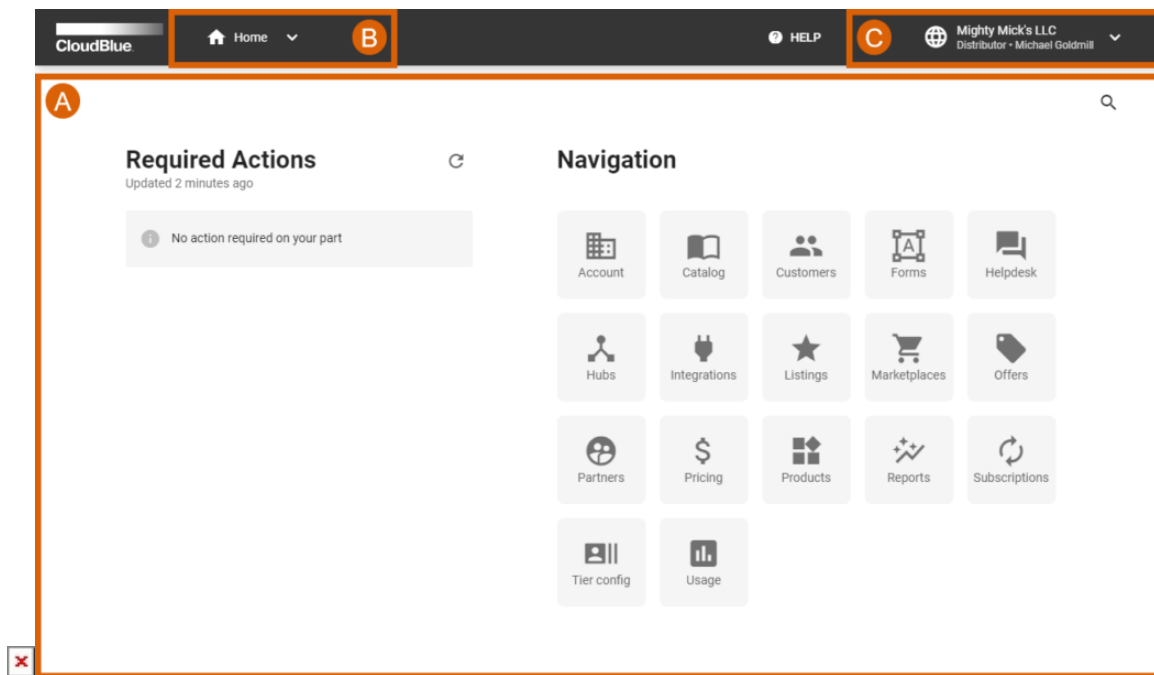 CloudBlue.
Home
B
HELP
C
Mighty Mick's LLC
Distributor • Michael Goldmill
A
Required Actions
Updated 2 minutes ago
No action required on your part
Navigation
Account
Catalog
Customers
Forms
Helpdesk
Hubs
Integrations
Listings
Marketplaces
Offers
Partners
Pricing
Products
Reports
Subscriptions
Tier config
Usage